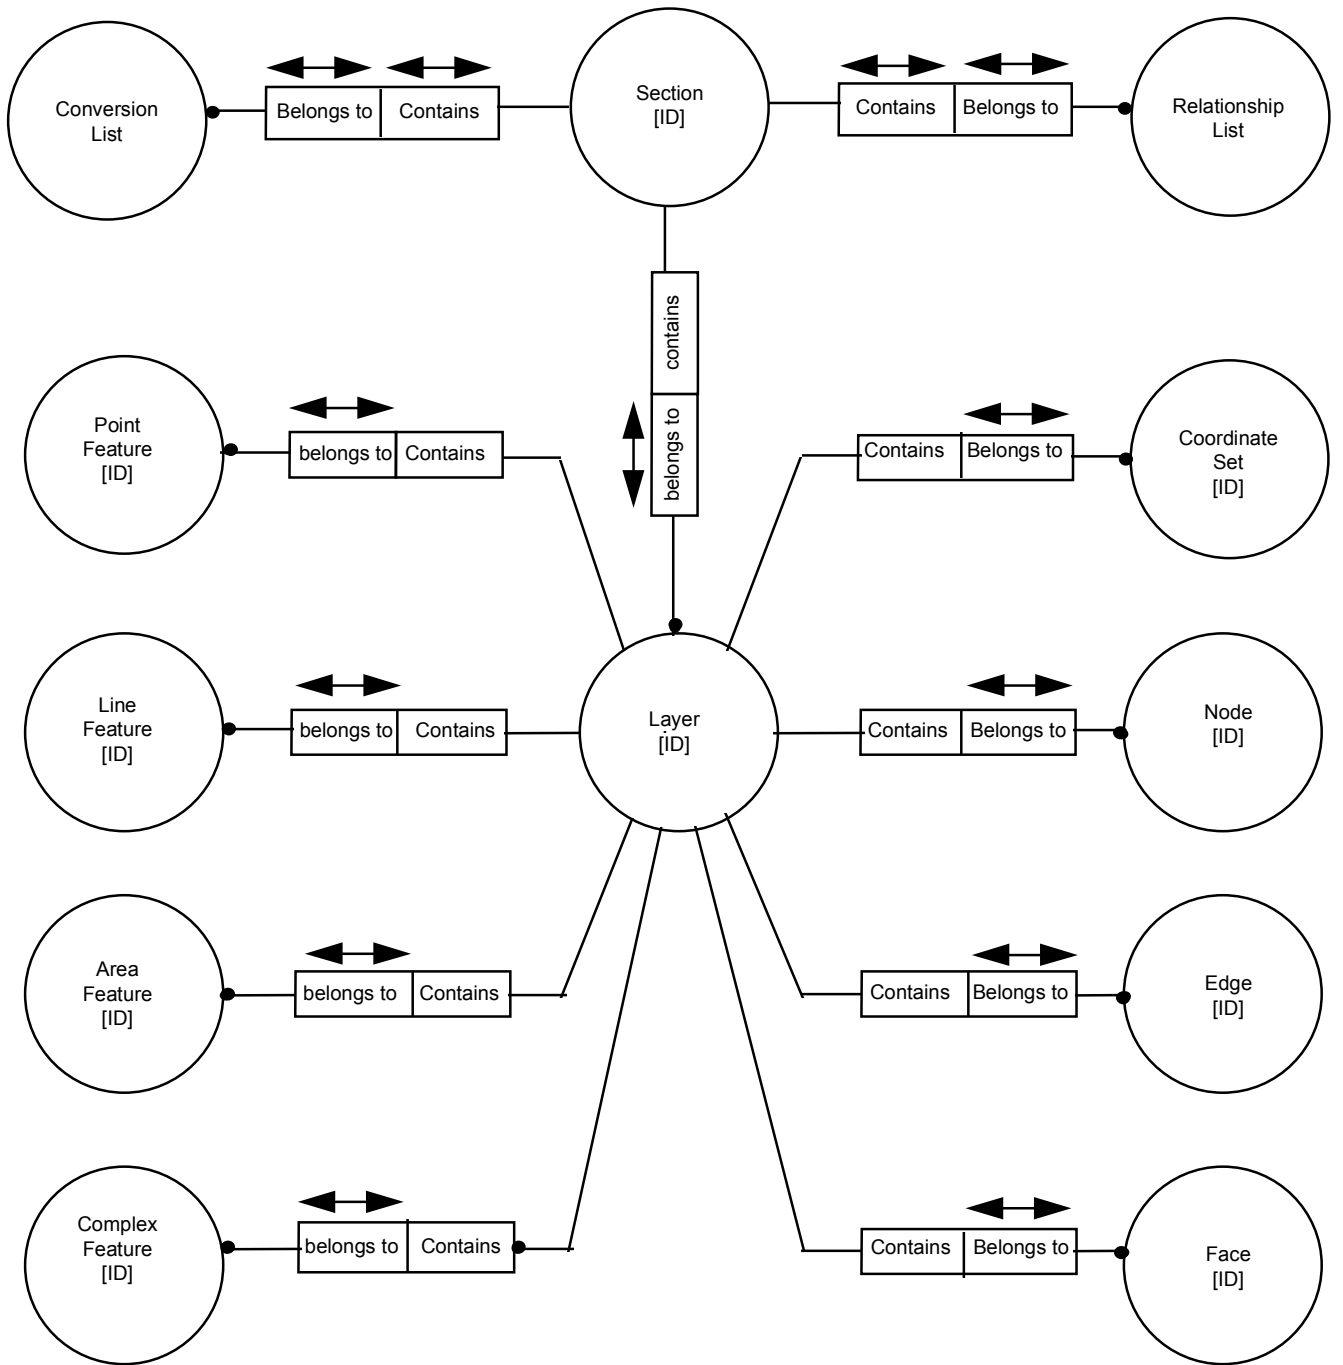 Conversion
List
Belongs to
Contains
Section
[ID]
Contains
Belongs to
Relationship
List
contains
belongs to
Point
Feature
[ID]
belongs to
Contains
Contains
Belongs to
Coordinate
Set
[ID]
Line
Feature
[ID]
belongs to
Contains
Layer
[ID]
Contains
Belongs to
Node
[ID]
Area
Feature
[ID]
belongs to
Contains
Contains
Belongs to
Edge
[ID]
Complex
Feature
[ID]
belongs to
Contains
Contains
Belongs to
Face
[ID]